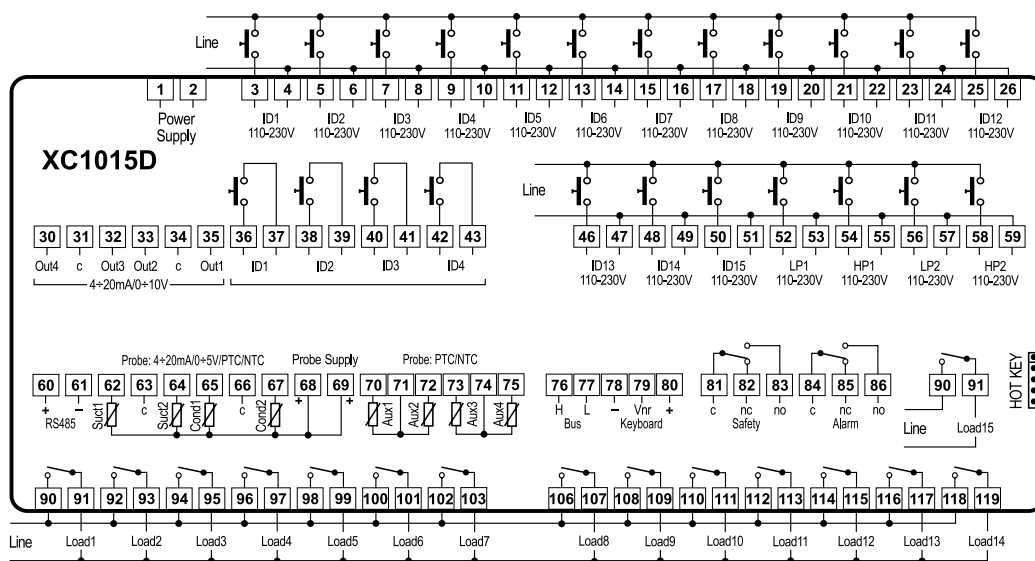 Line
1 2 3 4 5 6 7 8 9 10 11 12 13 14 15 16 17 18 19 20 21 22 23 24 25 26
Power Supply
ID1 ID2 ID3 ID4 ID5 ID6 ID7 ID8 ID9 ID10 ID11 ID12
110-230V 110-230V 110-230V 110-230V 110-230V 110-230V 110-230V 110-230V 110-230V 110-230V 110-230V 110-230V
XC1015D
Line
30 31 32 33 34 35 36 37 38 39 40 41 42 43
Out4 c Out3 Out2 c Out1 ID1 ID2 ID3 ID4
4÷20mA/0÷10V
46 47 48 49 50 51 52 53 54 55 56 57 58 59
ID13 ID14 ID15 LP1 HP1 LP2 HP2
110-230V 110-230V 110-230V 110-230V 110-230V 110-230V 110-230V
Probe: 4÷20mA/0÷5V/PTC/NTC Probe Supply Probe: PTC/NTC
60 61 62 63 64 65 66 67 68 69 70 71 72 73 74 75
+ − Suct1 c Suct2 Cond1 c Cond2 + + Aux1 Aux2 Aux3 Aux4
RS485
76 77 78 79 80 81 82 83 84 85 86 90 91
H L − Vnr + c nc no c nc no
Bus Keyboard Safety Alarm
Line Load15
HOT KEY
90 91 92 93 94 95 96 97 98 99 100 101 102 103 106 107 108 109 110 111 112 113 114 115 116 117 118 119
Line Load1 Load2 Load3 Load4 Load5 Load6 Load7 Load8 Load9 Load10 Load11 Load12 Load13 Load14